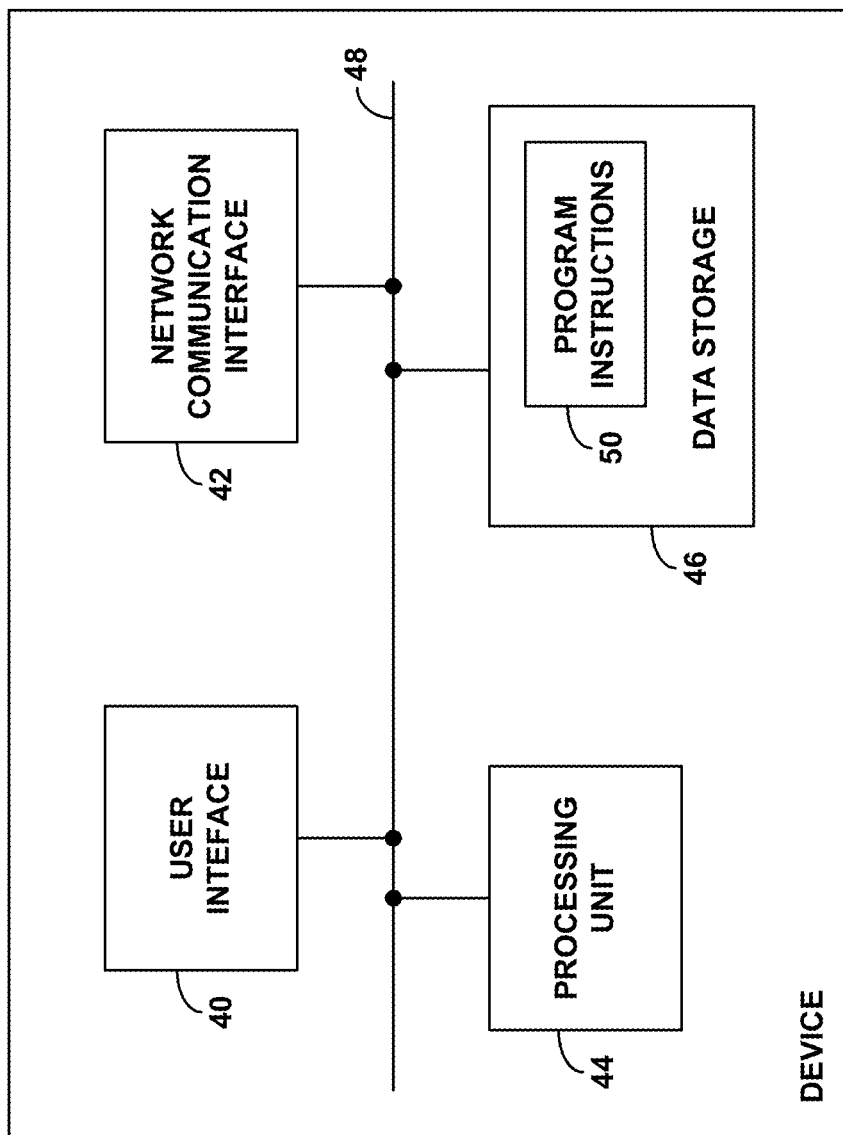 USER
INTEFACE
40
NETWORK
COMMUNICATION
INTERFACE
42
48
PROCESSING
UNIT
44
PROGRAM
INSTRUCTIONS
50
DATA STORAGE
46
DEVICE